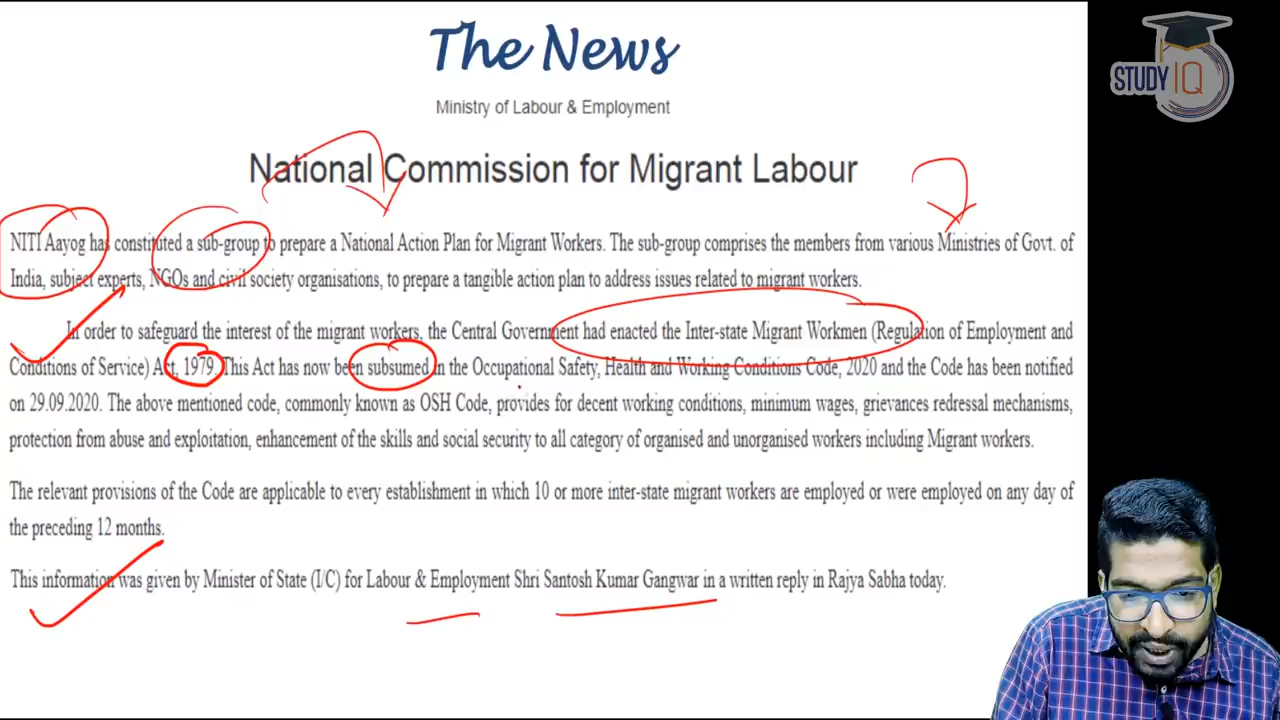 The News
STUDY IQ
Ministry of Labour & Employment
National Commission for Migrant Labour
NITI Aayog has constituted a sub-group to prepare a National Action Plan for Migrant Workers. The sub-group comprises the members from various Ministries of Govt. of
India, subject experts, NGOs and civil society organisations, to prepare a tangible action plan to address issues related to migrant workers.
In order to safeguard the interest of the migrant workers, the Central Government had enacted the Inter-state Migrant Workmen (Regulation of Employment and
Conditions of Service) Act, 1979. This Act has now been subsumed in the Occupational Safety, Health and Working Conditions Code, 2020 and the Code has been notified
on 29.09.2020. The above mentioned code, commonly known as OSH Code, provides for decent working conditions, minimum wages, grievances redressal mechanisms,
protection from abuse and exploitation, enhancement of the skills and social security to all category of organised and unorganised workers including Migrant workers.
The relevant provisions of the Code are applicable to every establishment in which 10 or more inter-state migrant workers are employed or were employed on any day of
the preceding 12 months.
This information was given by Minister of State (I/C) for Labour & Employment Shri Santosh Kumar Gangwar in a written reply in Rajya Sabha today.